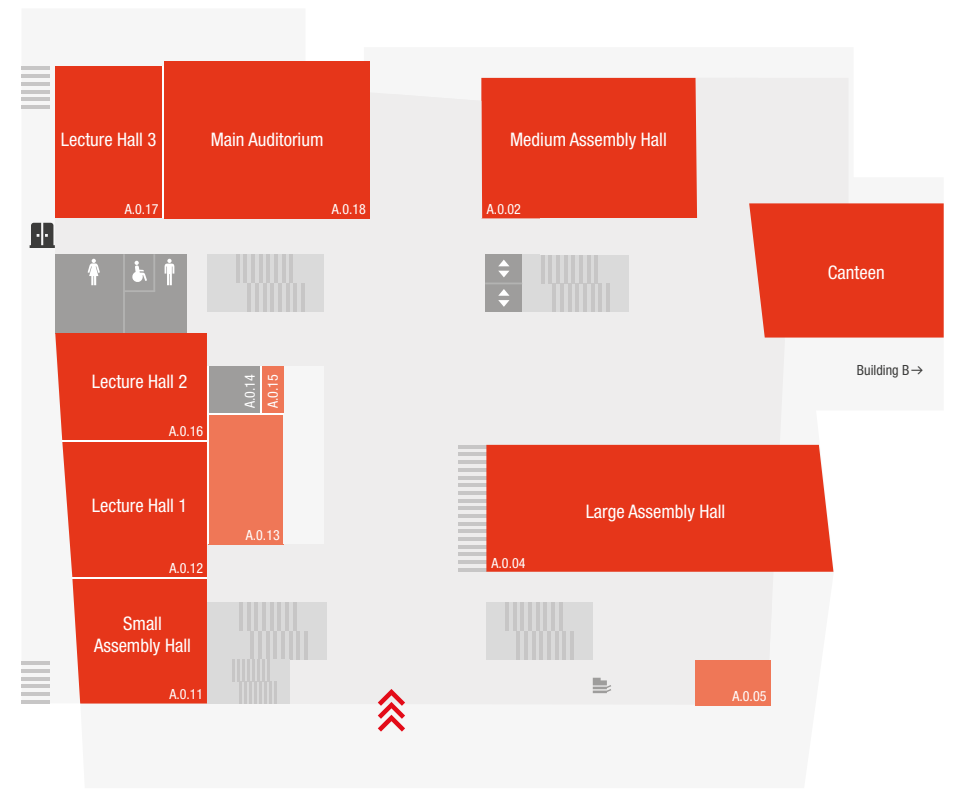 Lecture Hall 3
A.0.17
Main Auditorium
A.0.18
Medium Assembly Hall
A.0.02
Canteen
Building B→
Lecture Hall 2
A.0.16
A.0.14
A.0.15
Lecture Hall 1
A.0.12
A.0.13
Large Assembly Hall
A.0.04
Small
Assembly Hall
A.0.11
A.0.05